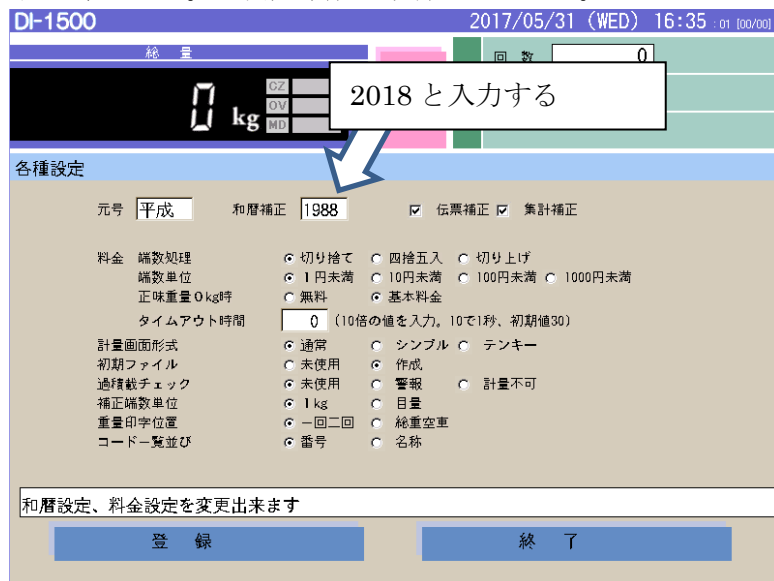 DI-1500 2017/05/31 (WED) 16:35 : 01 [00/00]
総 量
回 数 0
0 kg
CZ
OV
MD
2018 と入力する
各種設定
元号 平成 和暦補正 1988 伝票補正 集計補正
料金 端数処理 切り捨て 四捨五入 切り上げ
端数単位 1円未満 10円未満 100円未満 1000円未満
正味重量0kg時 無料 基本料金
タイムアウト時間 0 (10倍の値を入力。10で1秒、初期値30)
計量画面形式 通常 シンプル テンキー
初期ファイル 未使用 作成
過積載チェック 未使用 警報 計量不可
補正端数単位 1kg 目量
重量印字位置 一回二回 総重空車
コード一覧並び 番号 名称
和暦設定、料金設定を変更出来ます
登 録 終 了